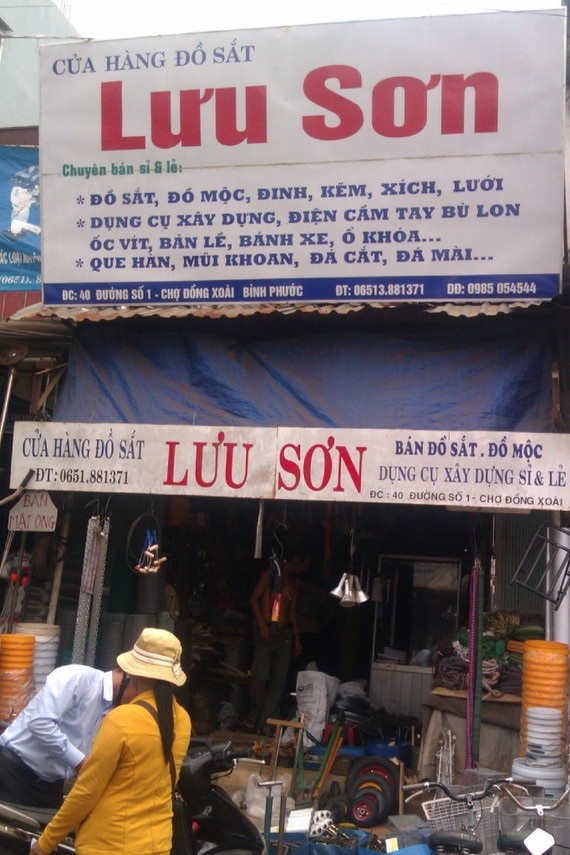 CỬA HÀNG ĐỒ SẮT
Lưu Sơn
Chuyên bán sỉ & lẻ:
* ĐỒ SẮT, ĐỒ MỘC, ĐINH, KẼM, XÍCH, LƯỚI
* DỤNG CỤ XÂY DỰNG, ĐIỆN CẦM TAY BÙ LON
ỐC VÍT, BẢN LỀ, BÁNH XE, Ổ KHÓA...
* QUE HÀN, MŨI KHOAN, ĐÁ CẮT, ĐÁ MÀI...
ĐC: 40 ĐƯỜNG SỐ 1 - CHỢ ĐỒNG XOÀI BÌNH PHƯỚC ĐT: 06513.881371 DĐ: 0985 054544
CỬA HÀNG ĐỒ SẮT
ĐT: 0651.881371
LƯU SƠN
BÁN ĐỒ SẮT . ĐỒ MỘC
DỤNG CỤ XÂY DỰNG SỈ & LẺ
ĐC : 40 ĐƯỜNG SỐ 1 - CHỢ ĐỒNG XOÀI
BÁN
MẬT ONG